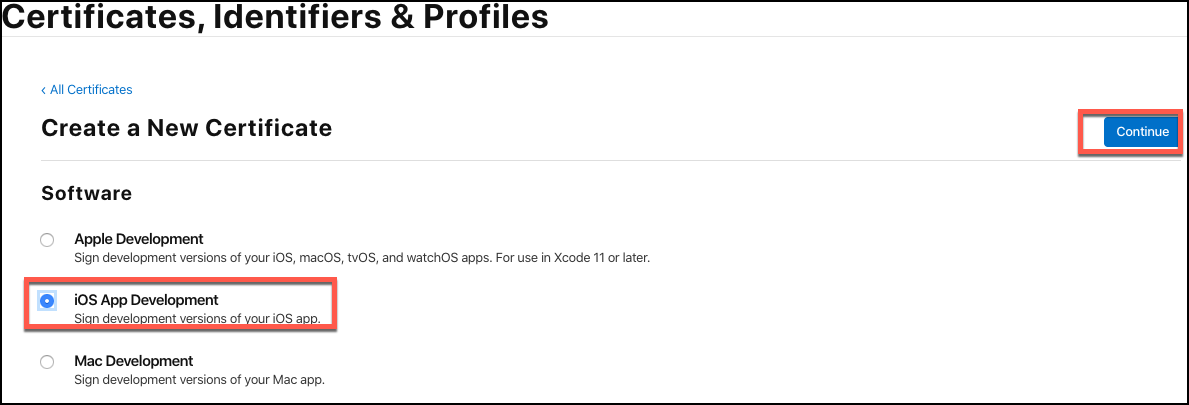 Certificates, Identifiers & Profiles
‹ All Certificates
Create a New Certificate
Continue
Software
Apple Development
Sign development versions of your iOS, macOS, tvOS, and watchOS apps. For use in Xcode 11 or later.
iOS App Development
Sign development versions of your iOS app.
Mac Development
Sign development versions of your Mac app.